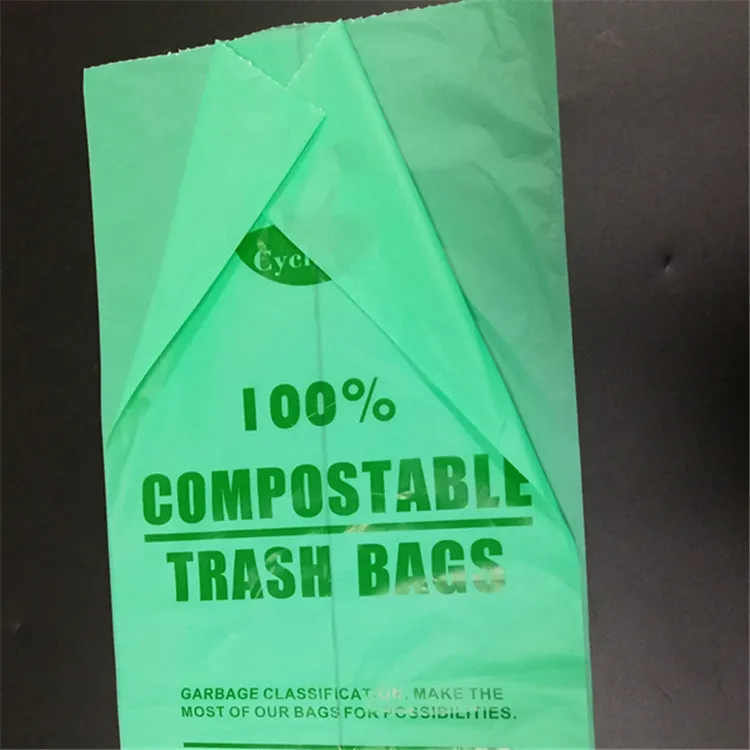 100%
COMPOSTABLE
TRASH BAGS
GARBAGE CLASSIFICATION. MAKE THE
MOST OF OUR BAGS FOR POSSIBILITIES.